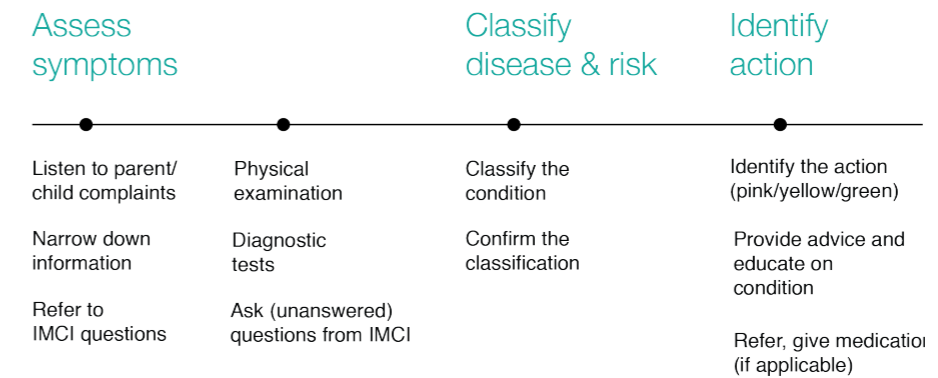 Assess
symptoms
Classify
disease & risk
Identify
action
Listen to parent/
child complaints
Narrow down
information
Refer to
IMCI questions
Physical
examination
Diagnostic
tests
Ask (unanswered)
questions from IMCI
Classify the
condition
Confirm the
classification
Identify the action
(pink/yellow/green)
Provide advice and
educate on
condition
Refer, give medication
(if applicable)